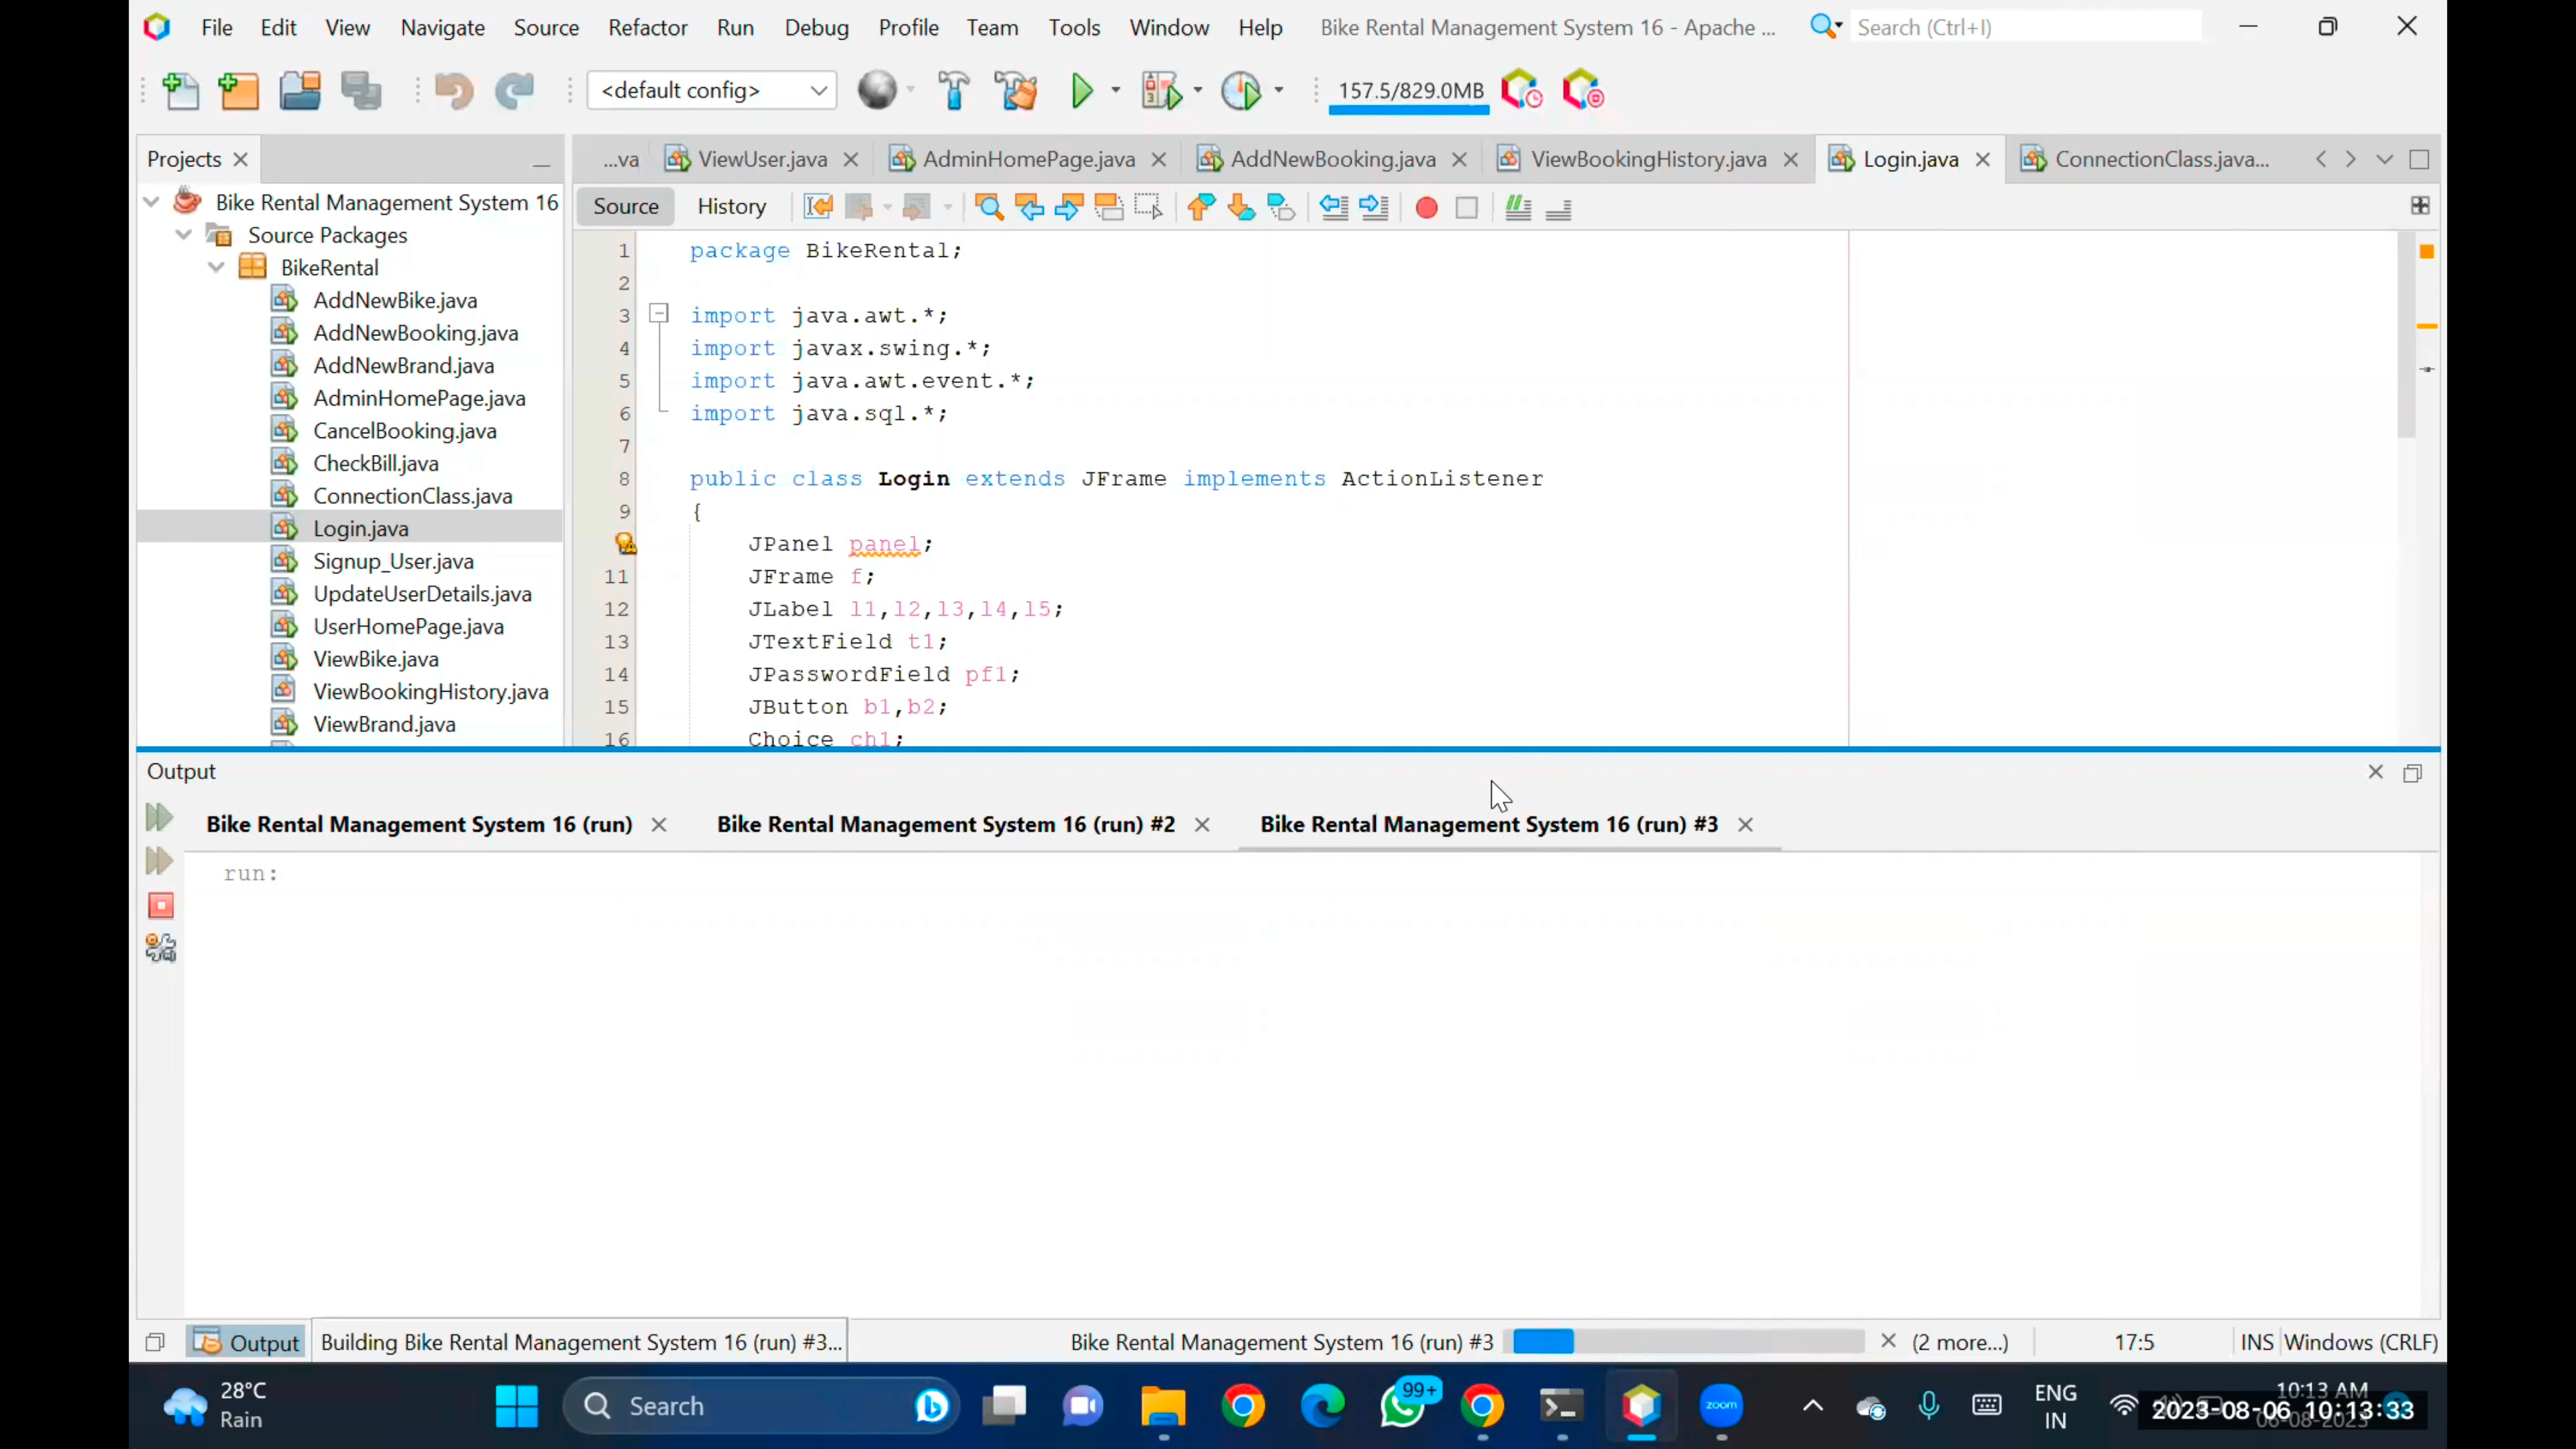 File Edit View Navigate Source Refactor Run Debug Profile Team Tools Window Help Bike Rental Management System 16 - Apache ... Search (Ctrl+I)
<default config> 157.5/829.0MB
Projects ...va ViewUser.java AdminHomePage.java AddNewBooking.java ViewBookingHistory.java Login.java ConnectionClass.java...
Source History
Bike Rental Management System 16
Source Packages
BikeRental
AddNewBike.java
AddNewBooking.java
AddNewBrand.java
AdminHomePage.java
CancelBooking.java
CheckBill.java
ConnectionClass.java
Login.java
Signup_User.java
UpdateUserDetails.java
UserHomePage.java
ViewBike.java
ViewBookingHistory.java
ViewBrand.java
1 package BikeRental;
2
3 import java.awt.*;
4 import javax.swing.*;
5 import java.awt.event.*;
6 import java.sql.*;
7
8 public class Login extends JFrame implements ActionListener
9 {
JPanel panel;
11 JFrame f;
12 JLabel l1,l2,l3,l4,l5;
13 JTextField t1;
14 JPasswordField pf1;
15 JButton b1,b2;
16 Choice ch1;
Output
Bike Rental Management System 16 (run) Bike Rental Management System 16 (run) #2 Bike Rental Management System 16 (run) #3
run:
Output Building Bike Rental Management System 16 (run) #3... Bike Rental Management System 16 (run) #3 (2 more...) 17:5 INS Windows (CRLF)
28°C
Rain
Search
99+
zoom
ENG
IN
10:13 AM
06-08-2023
2023-08-06 10:13:33